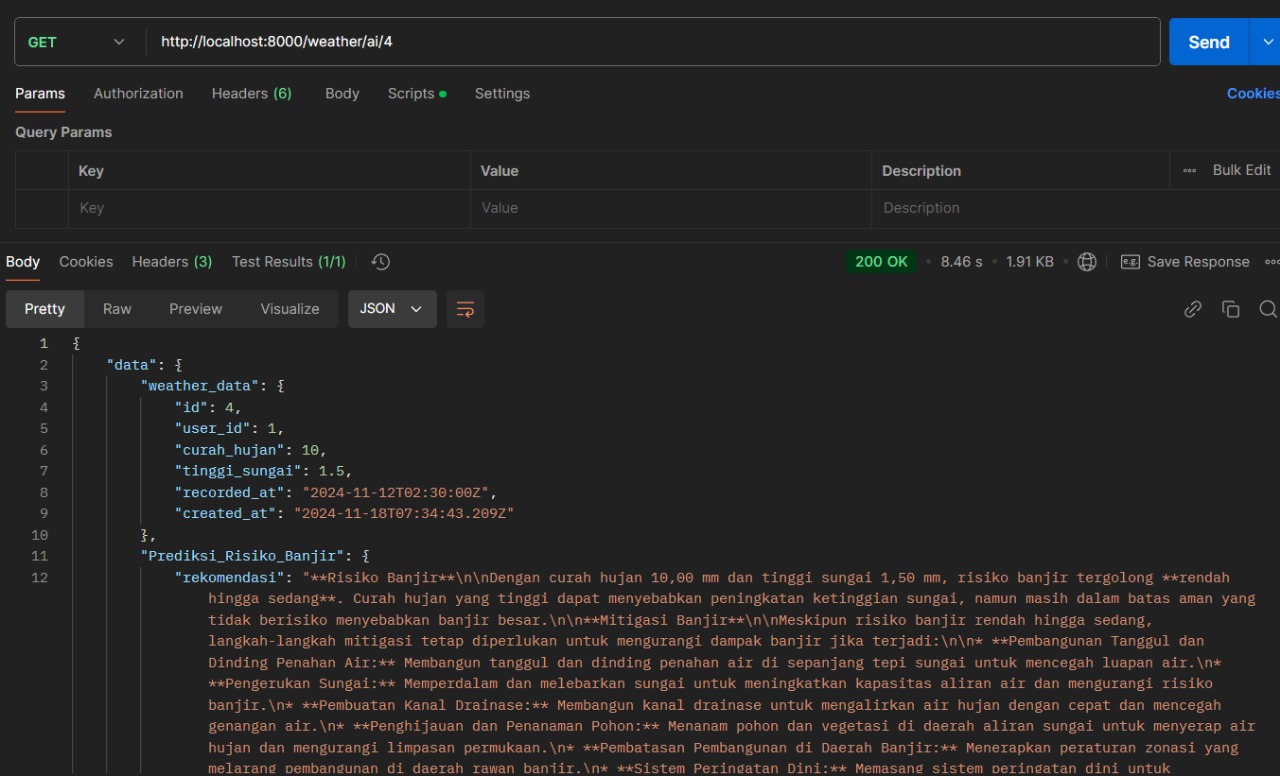 GET http://localhost:8000/weather/ai/4 Send
Params Authorization Headers (6) Body Scripts Settings Cookies
Query Params
Key Value Description Bulk Edit
Key Value Description
Body Cookies Headers (3) Test Results (1/1) 200 OK 8.46 s 1.91 KB e.g. Save Response
Pretty Raw Preview Visualize JSON
1 {
2 "data": {
3 "weather_data": {
4 "id": 4,
5 "user_id": 1,
6 "curah_hujan": 10,
7 "tinggi_sungai": 1.5,
8 "recorded_at": "2024-11-12T02:30:00Z",
9 "created_at": "2024-11-18T07:34:43.209Z"
10 },
11 "Prediksi_Risiko_Banjir": {
12 "rekomendasi": "**Risiko Banjir**\n\nDengan curah hujan 10,00 mm dan tinggi sungai 1,50 mm, risiko banjir tergolong **rendah
hingga sedang**. Curah hujan yang tinggi dapat menyebabkan peningkatan ketinggian sungai, namun masih dalam batas aman yang
tidak berisiko menyebabkan banjir besar.\n\n**Mitigasi Banjir**\n\nMeskipun risiko banjir rendah hingga sedang,
langkah-langkah mitigasi tetap diperlukan untuk mengurangi dampak banjir jika terjadi:\n\n* **Pembangunan Tanggul dan
Dinding Penahan Air:** Membangun tanggul dan dinding penahan air di sepanjang tepi sungai untuk mencegah luapan air.\n*
**Pengerukan Sungai:** Memperdalam dan melebarkan sungai untuk meningkatkan kapasitas aliran air dan mengurangi risiko
banjir.\n* **Pembuatan Kanal Drainase:** Membangun kanal drainase untuk mengalirkan air hujan dengan cepat dan mencegah
genangan air.\n* **Penghijauan dan Penanaman Pohon:** Menanam pohon dan vegetasi di daerah aliran sungai untuk menyerap air
hujan dan mengurangi limpasan permukaan.\n* **Pembatasan Pembangunan di Daerah Banjir:** Menerapkan peraturan zonasi yang
melarang pembangunan di daerah rawan banjir.\n* **Sistem Peringatan Dini:** Memasang sistem peringatan dini untuk